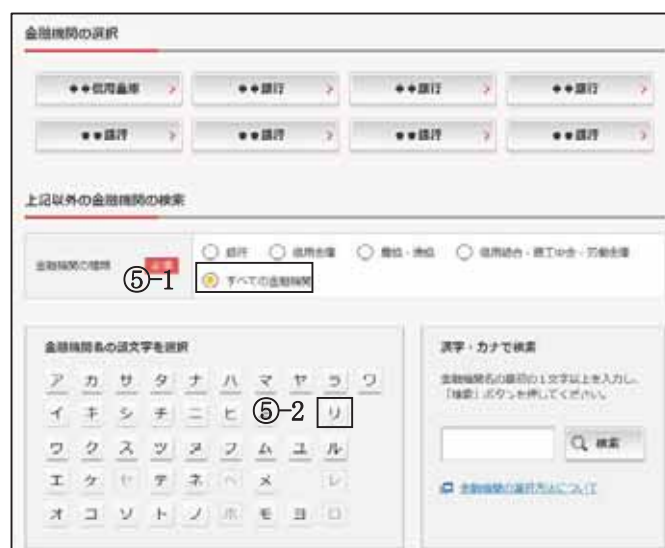 金融機関の選択
●●信用金庫 ●●銀行 ●●銀行 ●●銀行
●●銀行 ●●銀行 ●●銀行 ●●銀行
上記以外の金融機関の検索
金融機関の種類 必須 銀行 信用金庫 農協・漁協 信用組合・商工中金・労働金庫
⑤-1 すべての金融機関
金融機関名の頭文字を選択
ア カ サ タ ナ ハ マ ヤ ラ ワ
イ キ シ チ ニ ヒ ⑤-2 リ
ウ ク ス ツ ヌ フ ム ユ ル
エ ケ セ テ ネ ヘ メ レ
オ コ ソ ト ノ ホ モ ヨ ロ
漢字・カナで検索
金融機関名の最初の1文字以上を入力し、
「検索」ボタンを押してください。
検索
金融機関の選択方法について